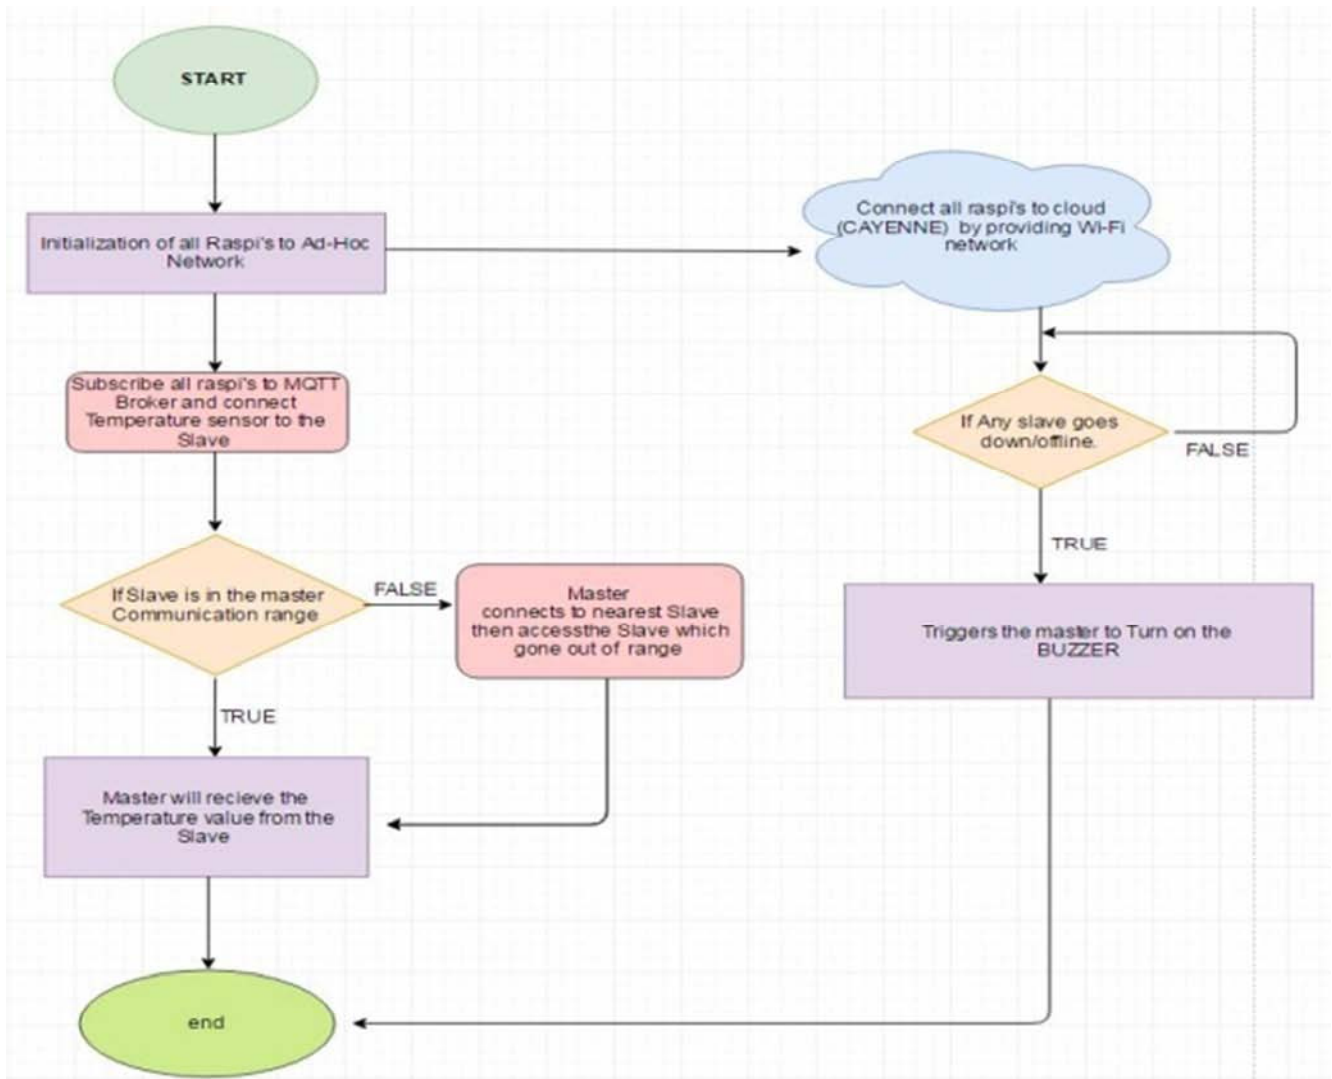 START
Initialization of all Raspi's to Ad-Hoc
Network
Connect all raspi's to cloud
(CAYENNE) by providing Wi-Fi
network
Subscribe all raspi's to MQTT
Broker and connect
Temperature sensor to the
Slave
If Any slave goes
down/offline.
FALSE
TRUE
If Slave is in the master
Communication range
FALSE
Master
connects to nearest Slave
then accessthe Slave which
gone out of range
Triggers the master to Turn on the
BUZZER
TRUE
Master will recieve the
Temperature value from the
Slave
end